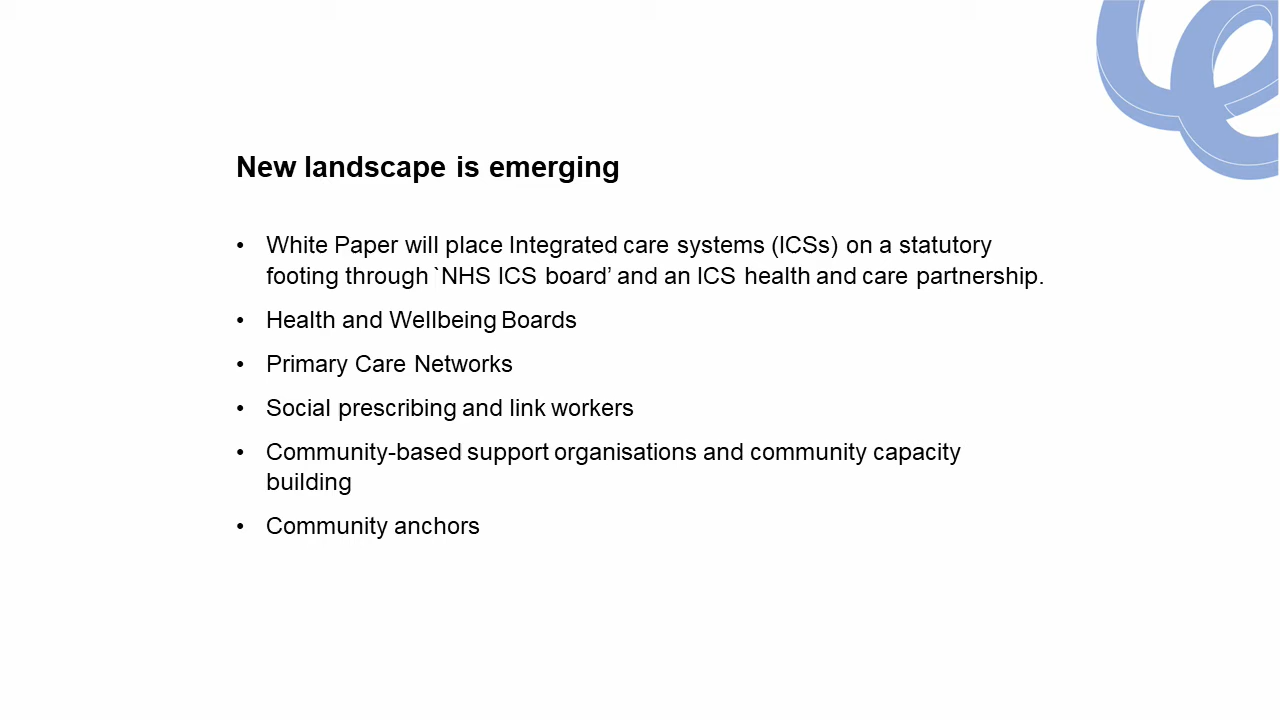 New landscape is emerging
• White Paper will place Integrated care systems (ICSs) on a statutory
footing through `NHS ICS board’ and an ICS health and care partnership.
• Health and Wellbeing Boards
• Primary Care Networks
• Social prescribing and link workers
• Community-based support organisations and community capacity
building
• Community anchors